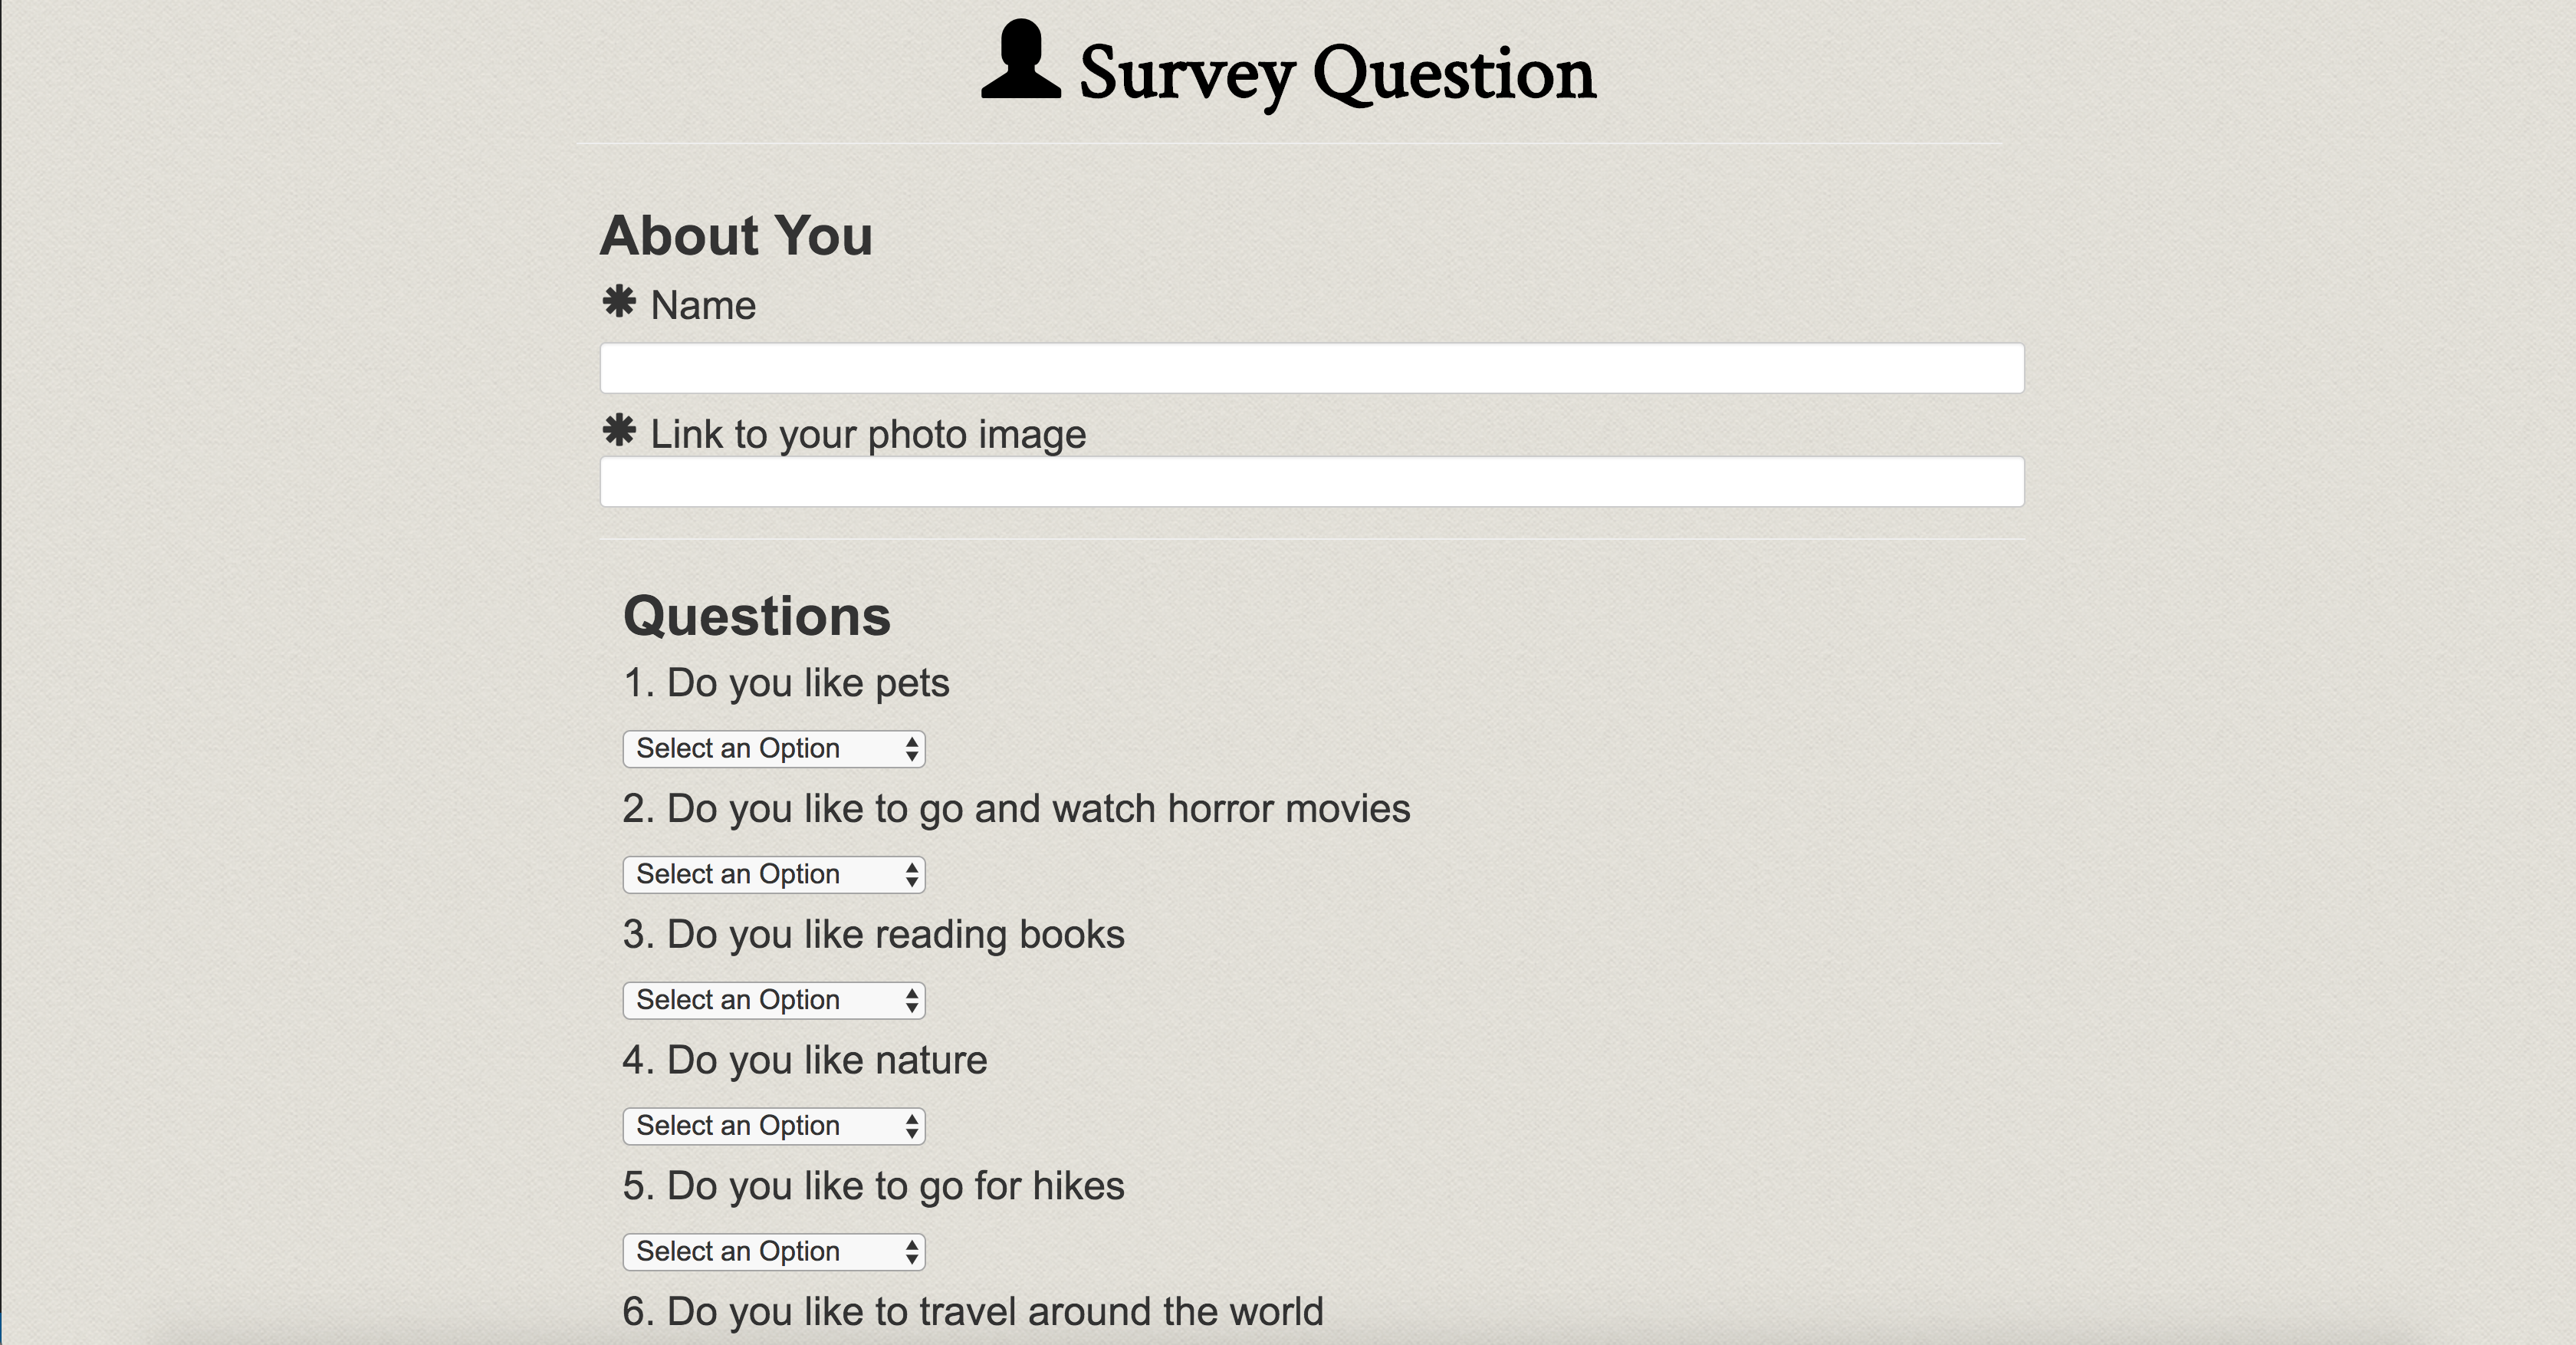 Survey Question
About You
✱ Name
✱ Link to your photo image
Questions
1. Do you like pets
Select an Option
2. Do you like to go and watch horror movies
Select an Option
3. Do you like reading books
Select an Option
4. Do you like nature
Select an Option
5. Do you like to go for hikes
Select an Option
6. Do you like to travel around the world